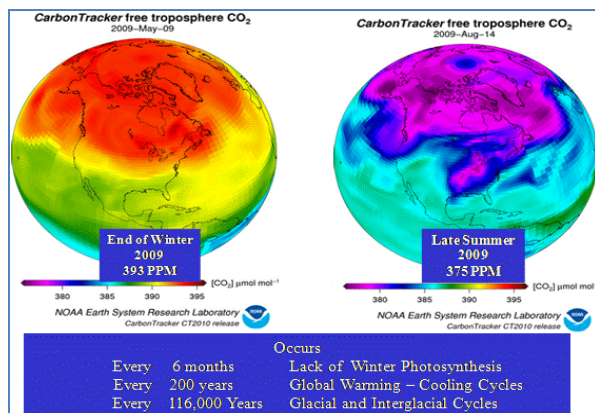 CarbonTracker free troposphere CO2
2009-May-09
End of Winter
2009
393 PPM
380 385 390 395
[CO2] μmol mol⁻¹
NOAA Earth System Research Laboratory
CarbonTracker CT2010 release
NOAA
CarbonTracker free troposphere CO2
2009-Aug-14
Late Summer
2009
375 PPM
380 385 390 395
[CO2] μmol mol⁻¹
NOAA Earth System Research Laboratory
CarbonTracker CT2010 release
NOAA
Occurs
Every 6 months Lack of Winter Photosynthesis
Every 200 years Global Warming – Cooling Cycles
Every 116,000 Years Glacial and Interglacial Cycles